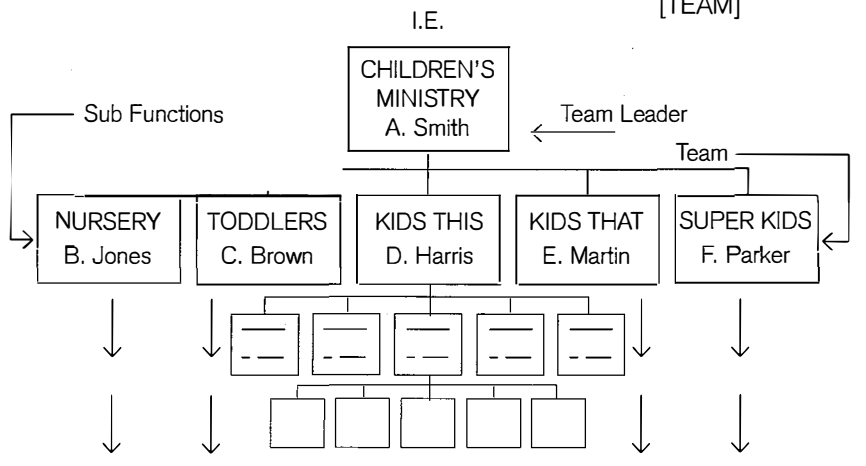 [TEAM]
I.E.
CHILDREN'S
MINISTRY
A. Smith
Sub Functions
Team Leader
Team
NURSERY
B. Jones
TODDLERS
C. Brown
KIDS THIS
D. Harris
KIDS THAT
E. Martin
SUPER KIDS
F. Parker